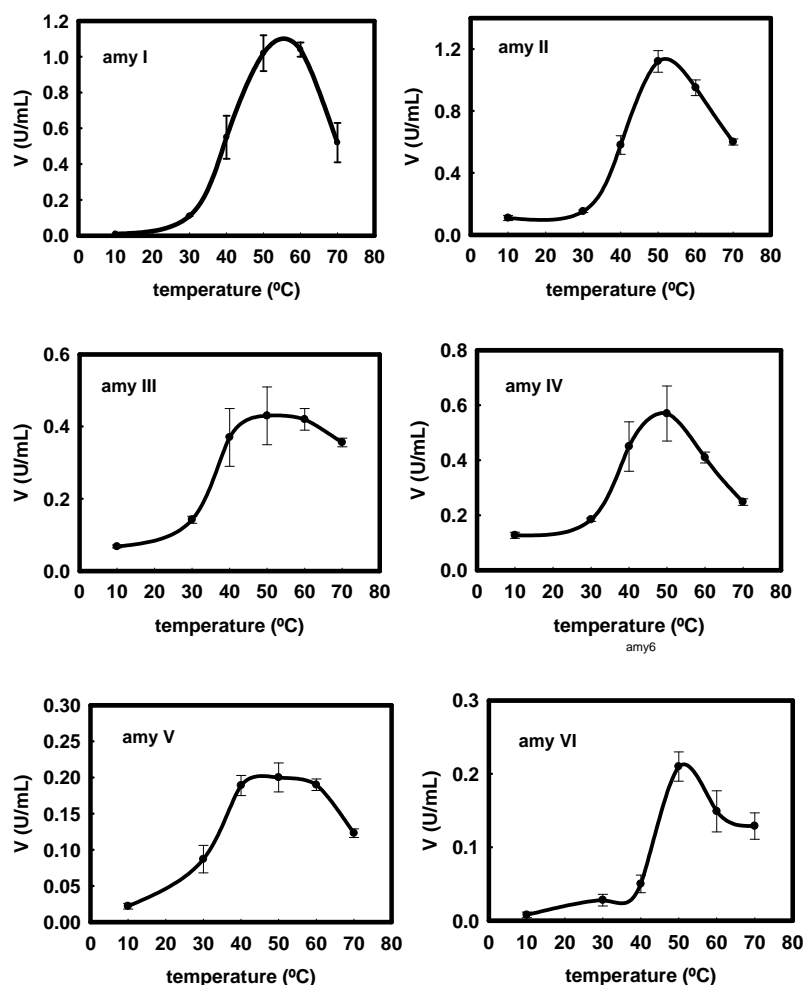 amy I
V (U/mL)
1.2
1.0
0.8
0.6
0.4
0.2
0.0
0 10 20 30 40 50 60 70 80
temperature (ºC)
amy II
V (U/mL)
1.2
0.8
0.4
0.0
0 10 20 30 40 50 60 70 80
temperature (ºC)
amy III
V (U/mL)
0.6
0.4
0.2
0.0
0 10 20 30 40 50 60 70 80
temperature (ºC)
amy IV
V (U/mL)
0.8
0.6
0.4
0.2
0.0
0 10 20 30 40 50 60 70 80
temperature (ºC)
amy6
amy V
V (U/mL)
0.30
0.25
0.20
0.15
0.10
0.05
0.00
0 10 20 30 40 50 60 70 80
temperature (ºC)
amy VI
V (U/mL)
0.3
0.2
0.1
0.0
0 10 20 30 40 50 60 70 80
temperature (ºC)